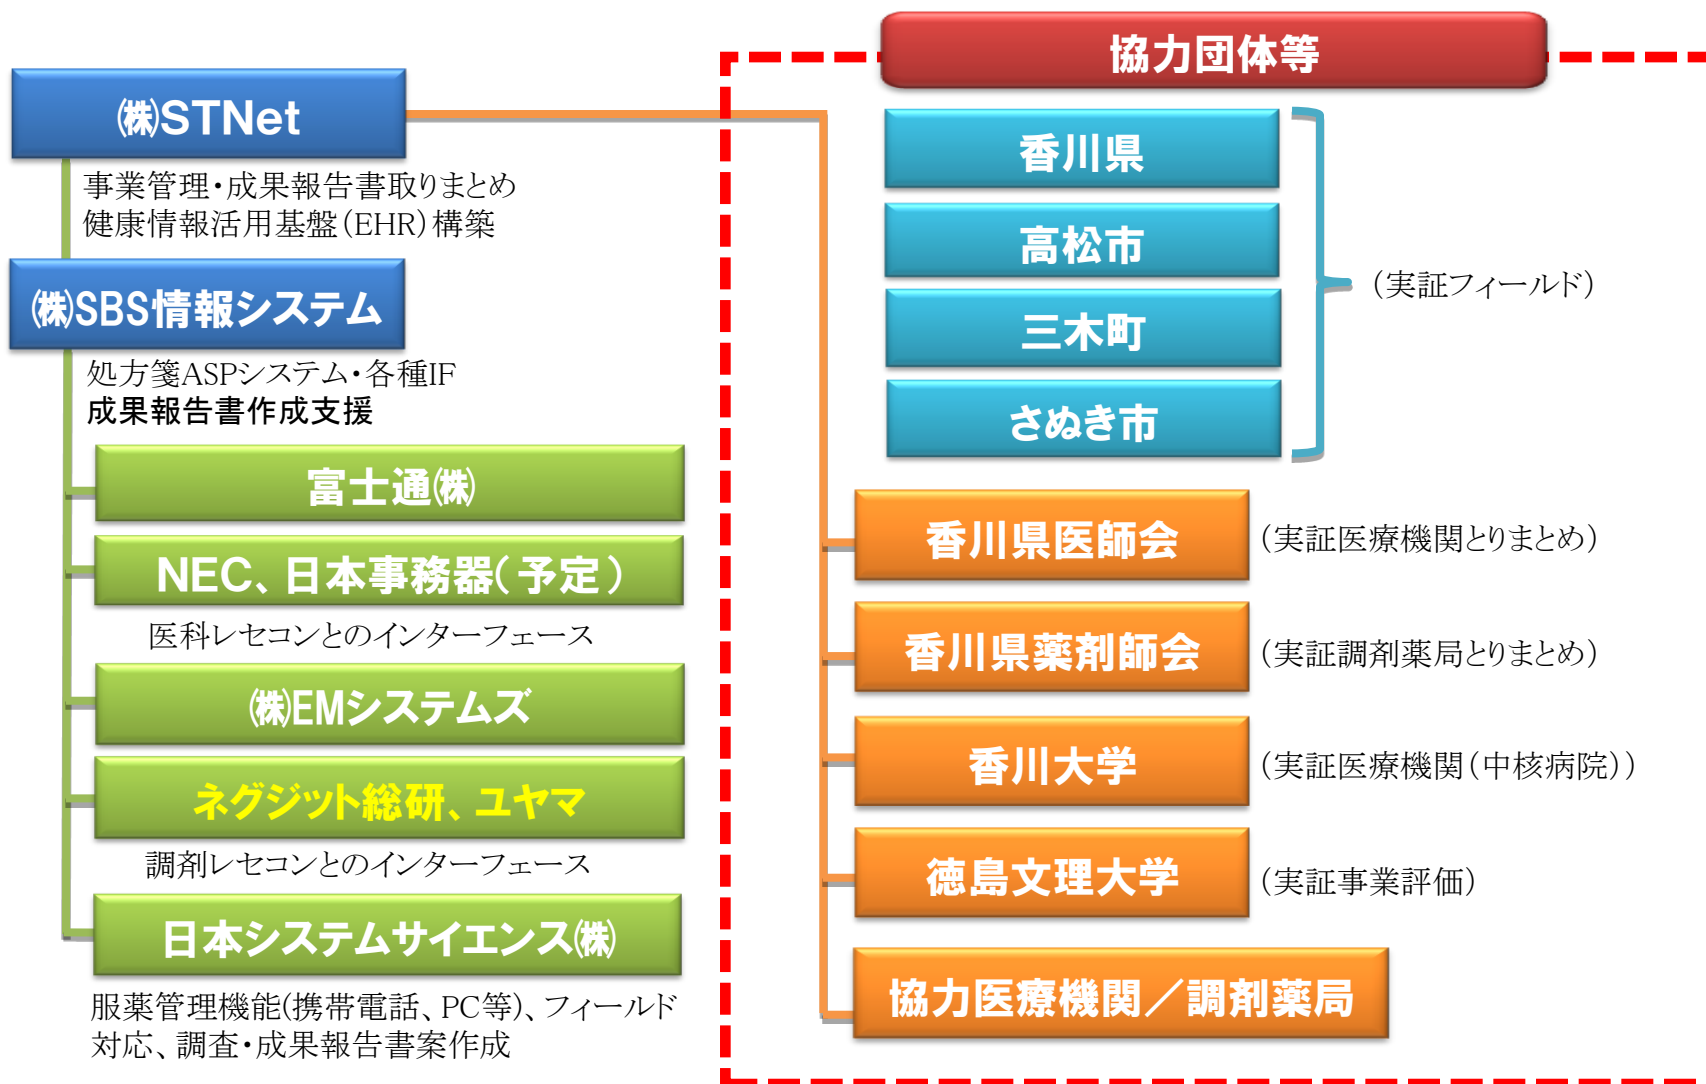 ㈱STNet
事業管理・成果報告書取りまとめ
健康情報活用基盤（EHR）構築
㈱SBS情報システム
処方箋ASPシステム・各種IF
成果報告書作成支援
富士通㈱
NEC、日本事務器（予定）
医科レセコンとのインターフェース
㈱EMシステムズ
ネグジット総研、ユヤマ
調剤レセコンとのインターフェース
日本システムサイエンス㈱
服薬管理機能(携帯電話、PC等)、フィールド
対応、調査・成果報告書案作成
協力団体等
香川県
高松市
三木町
さぬき市
（実証フィールド）
香川県医師会
（実証医療機関とりまとめ）
香川県薬剤師会
（実証調剤薬局とりまとめ）
香川大学
（実証医療機関（中核病院））
徳島文理大学
（実証事業評価）
協力医療機関／調剤薬局